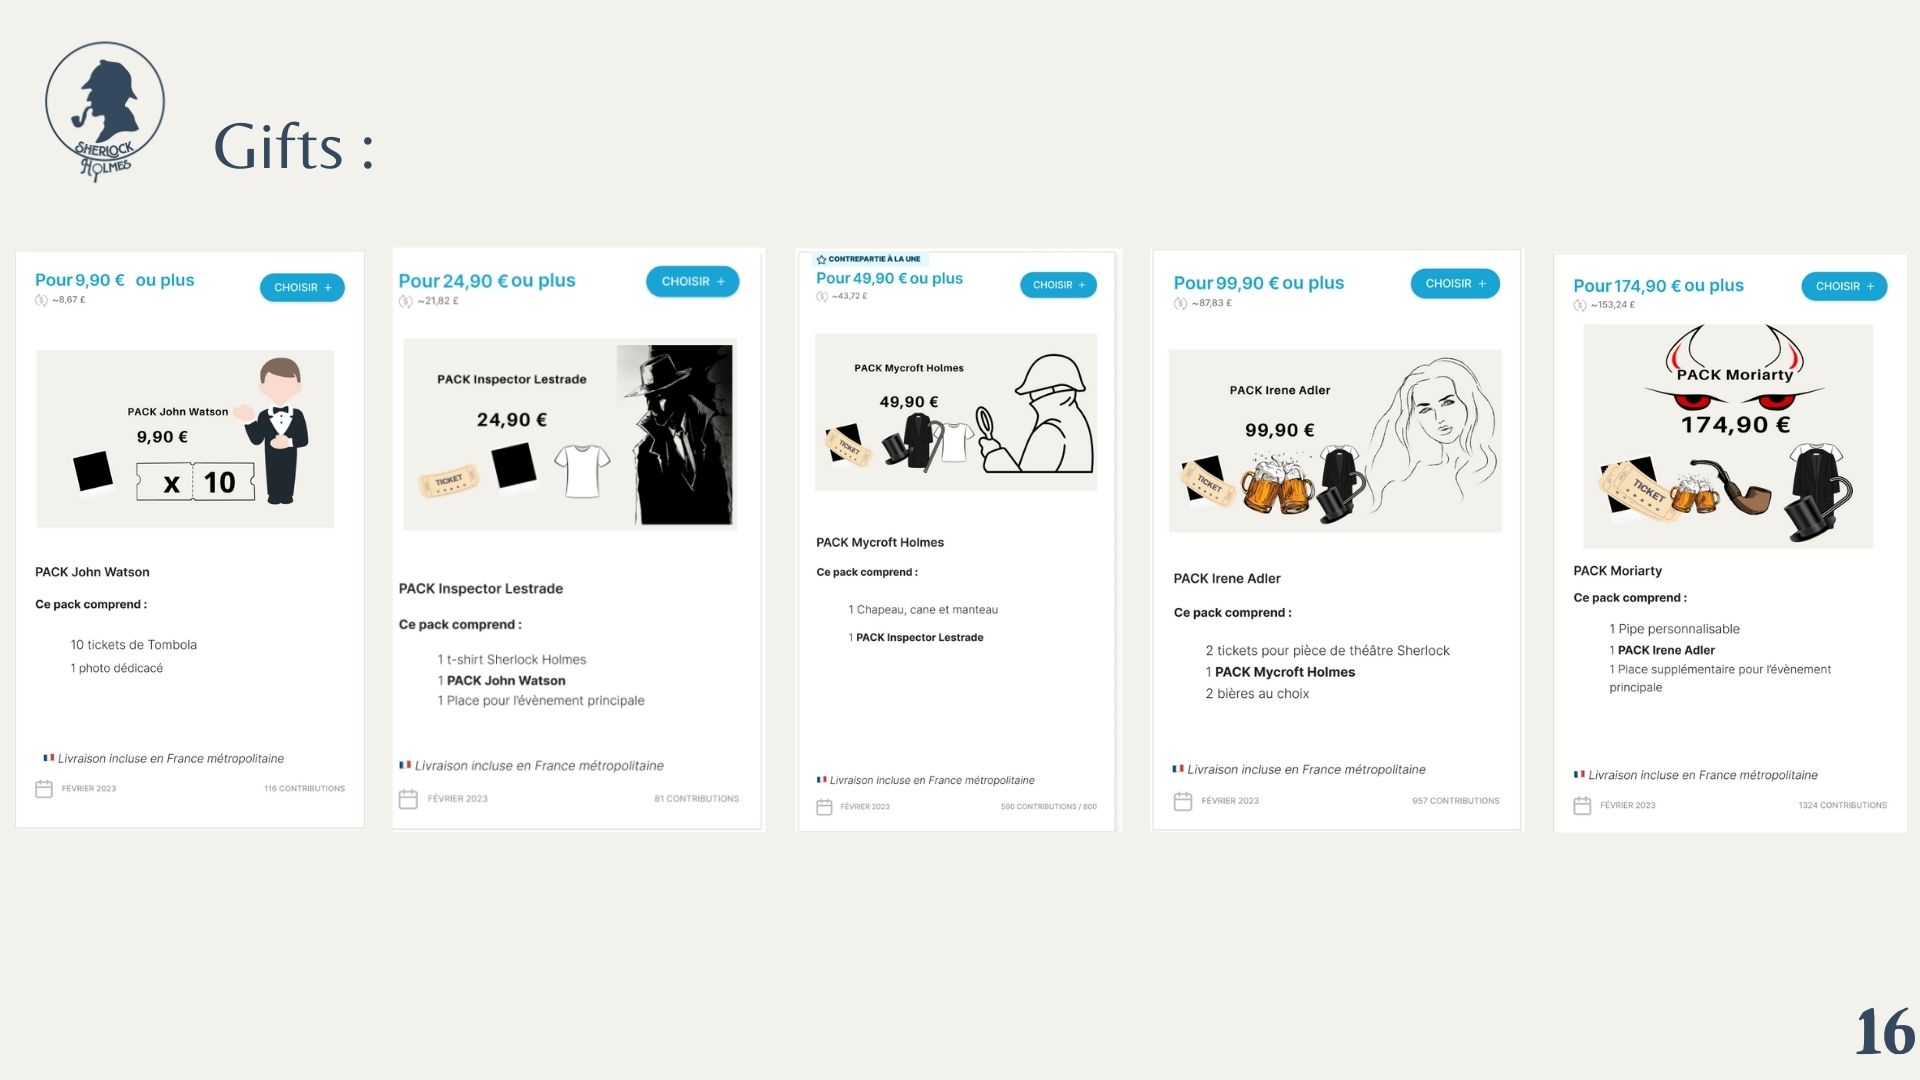 SHERLOCK
HOLMES
Gifts :
Pour 9,90 € ou plus
~8,67 £
CHOISIR +
PACK John Watson
9,90 €
x 10
PACK John Watson
Ce pack comprend :
10 tickets de Tombola
1 photo dédicacé
Livraison incluse en France métropolitaine
FÉVRIER 2023
116 CONTRIBUTIONS
Pour 24,90 € ou plus
~21,82 £
CHOISIR +
PACK Inspector Lestrade
24,90 €
TICKET
PACK Inspector Lestrade
Ce pack comprend :
1 t-shirt Sherlock Holmes
1 PACK John Watson
1 Place pour l'évènement principale
Livraison incluse en France métropolitaine
FÉVRIER 2023
81 CONTRIBUTIONS
CONTREPARTIE À LA UNE
Pour 49,90 € ou plus
~43,72 £
CHOISIR +
PACK Mycroft Holmes
49,90 €
TICKET
PACK Mycroft Holmes
Ce pack comprend :
1 Chapeau, cane et manteau
1 PACK Inspector Lestrade
Livraison incluse en France métropolitaine
FÉVRIER 2023
590 CONTRIBUTIONS / 800
Pour 99,90 € ou plus
~87,83 £
CHOISIR +
PACK Irene Adler
99,90 €
TICKET
PACK Irene Adler
Ce pack comprend :
2 tickets pour pièce de théâtre Sherlock
1 PACK Mycroft Holmes
2 bières au choix
Livraison incluse en France métropolitaine
FÉVRIER 2023
957 CONTRIBUTIONS
Pour 174,90 € ou plus
~153,24 £
CHOISIR +
PACK Moriarty
174,90 €
TICKET
PACK Moriarty
Ce pack comprend :
1 Pipe personnalisable
1 PACK Irene Adler
1 Place supplémentaire pour l'évènement
principale
Livraison incluse en France métropolitaine
FÉVRIER 2023
1324 CONTRIBUTIONS
16